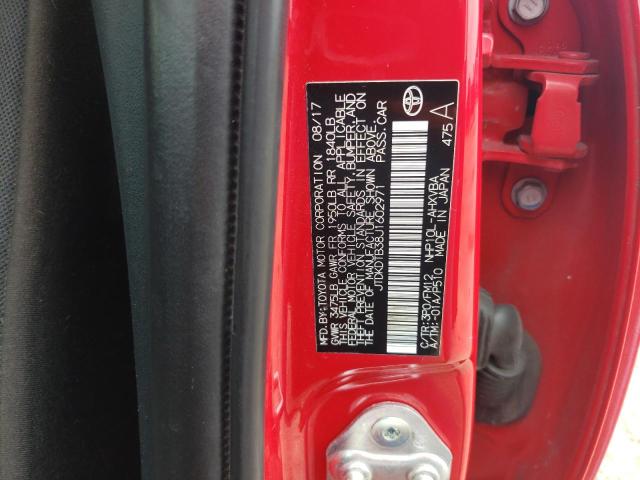 MFD.BY:TOYOTA MOTOR CORPORATION 08/17
GVWR 3475LB GAWR FR 1950LB RR 1840LB
THIS VEHICLE CONFORMS TO ALL APPLICABLE
FEDERAL MOTOR VEHICLE SAFETY, BUMPER, AND
THEFT PREVENTION STANDARDS IN EFFECT ON
THE DATE OF MANUFACTURE SHOWN ABOVE.
JTDKDTB38J1602971 PASS.CAR
C/TR:3P0/FM12 NHP10L-AHXVBA
A/TM:-01A/P510 MADE IN JAPAN 475 A